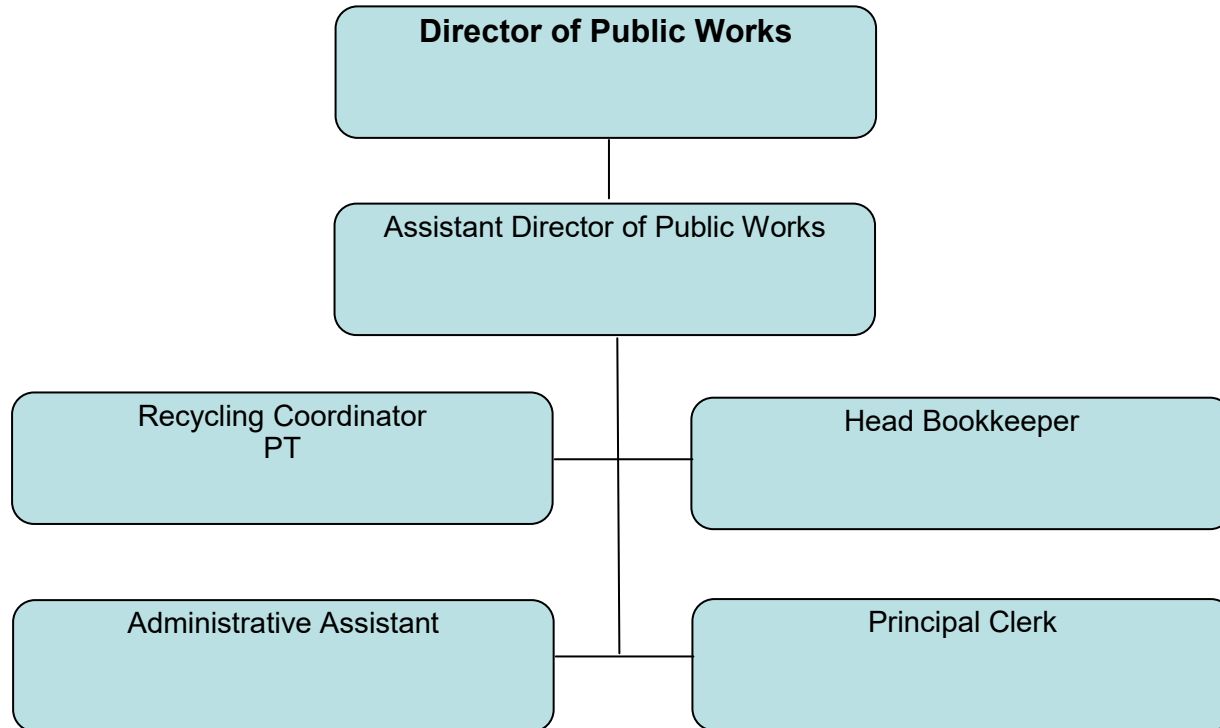 Director of Public Works
Assistant Director of Public Works
Recycling Coordinator
PT
Head Bookkeeper
Administrative Assistant
Principal Clerk